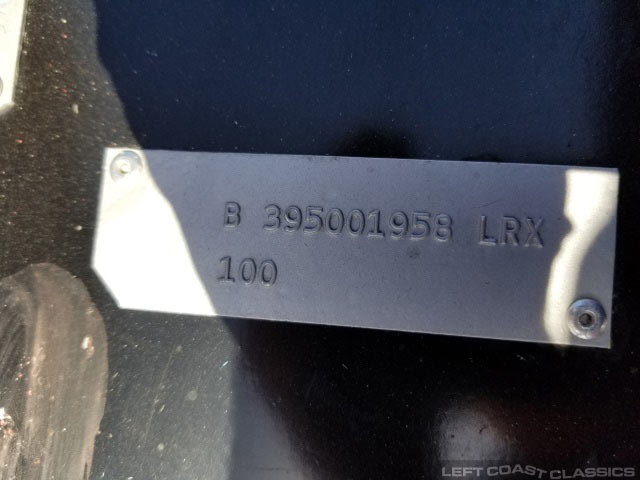 B 395001958 LRX
100
LEFT COAST CLASSICS